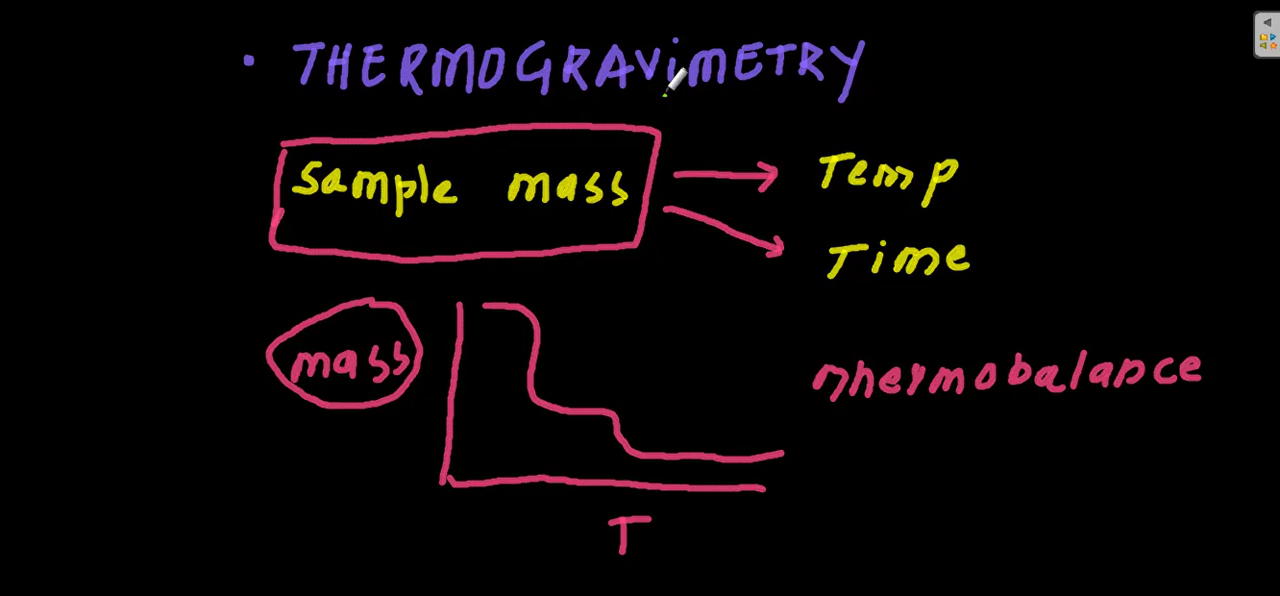 • THERMOGRAVIMETRY
Sample mass
Temp
Time
mass
Thermobalance
T